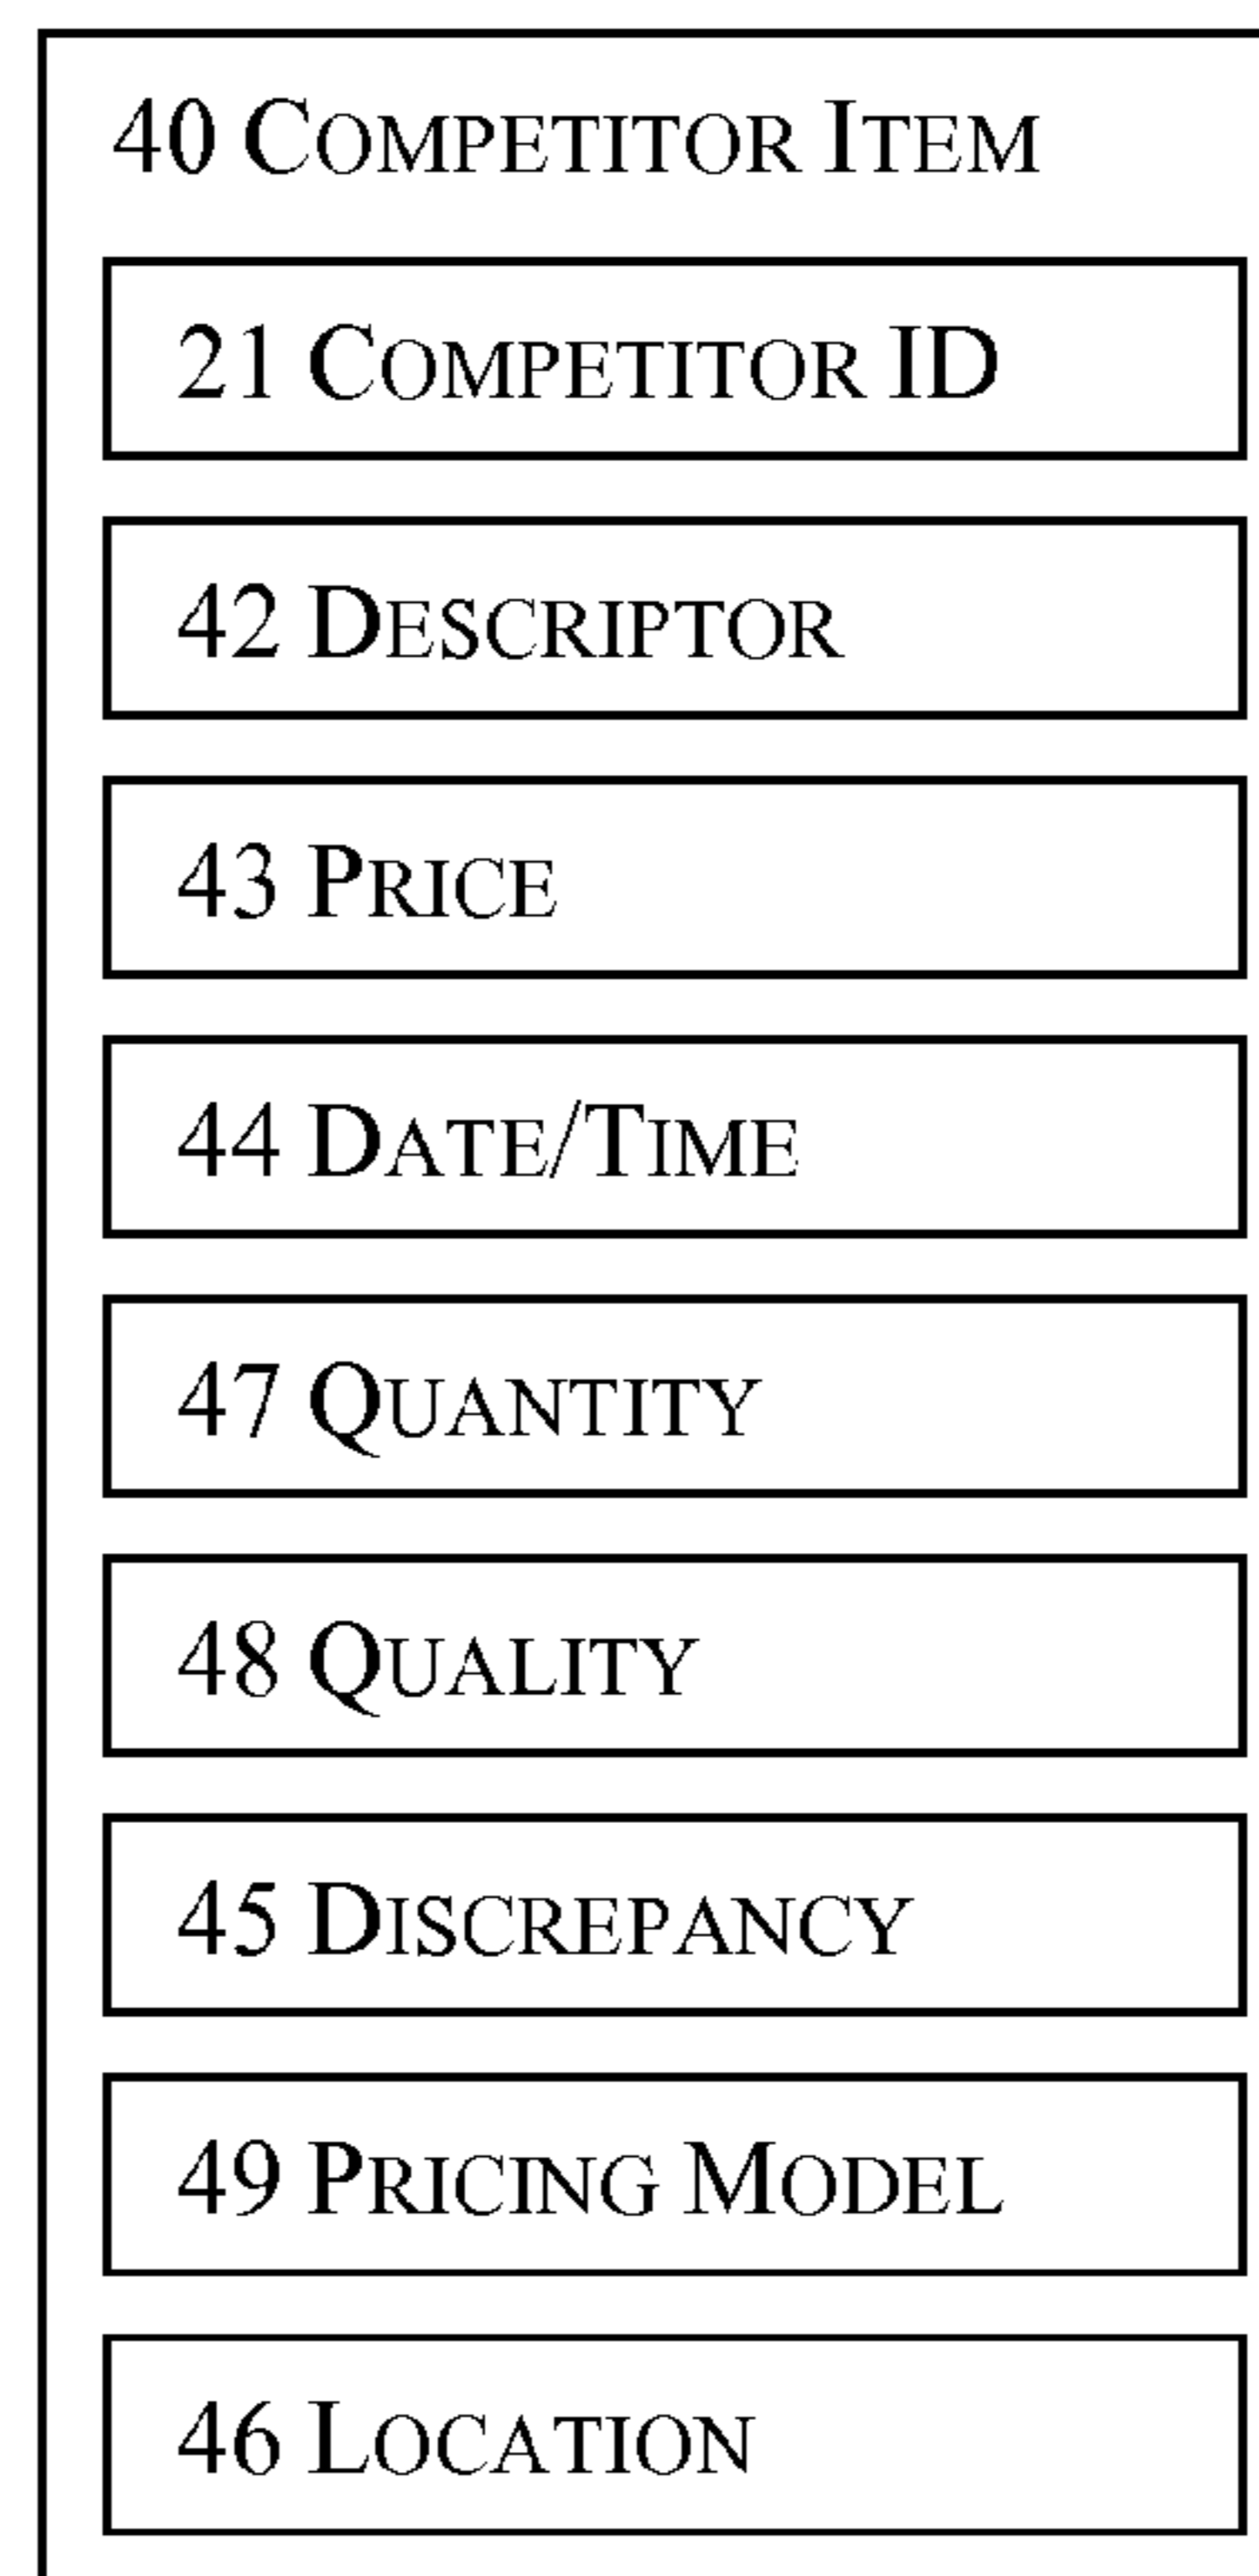 40 COMPETITOR ITEM
21 COMPETITOR ID
42 DESCRIPTOR
43 PRICE
44 DATE/TIME
47 QUANTITY
48 QUALITY
45 DISCREPANCY
49 PRICING MODEL
46 LOCATION